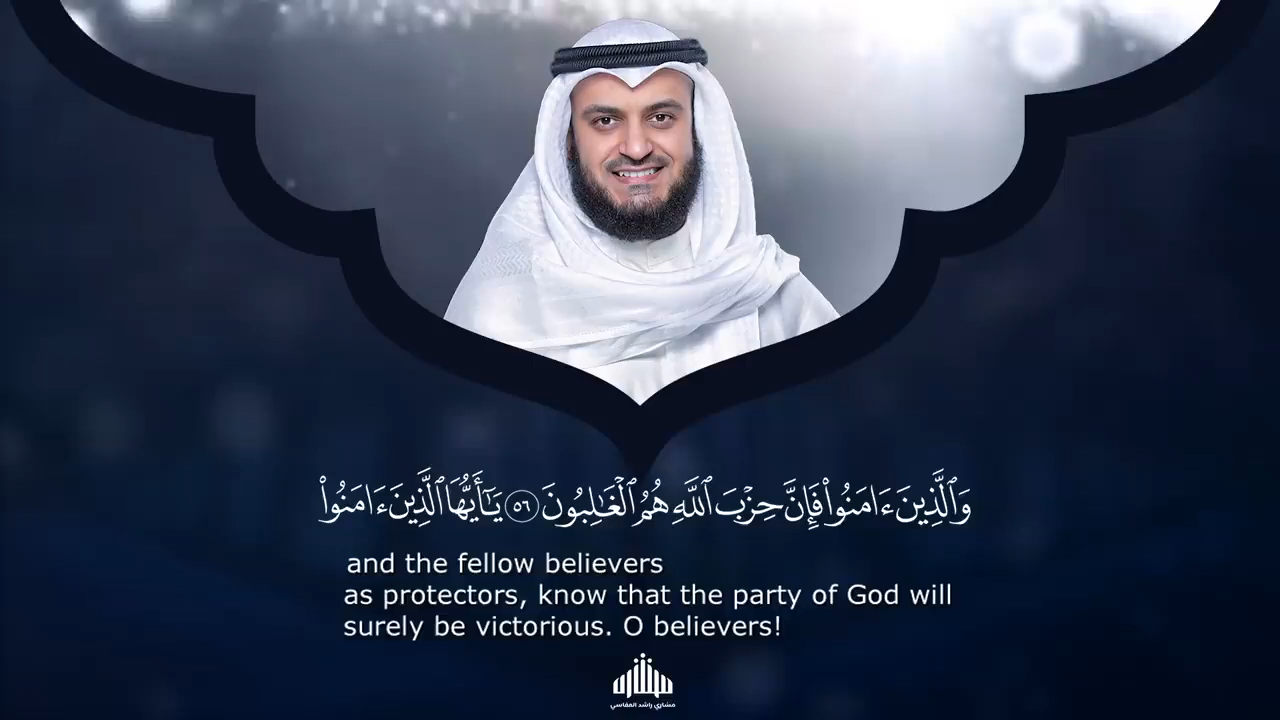 وَٱلَّذِينَ ءَامَنُوا۟ فَإِنَّ حِزْبَ ٱللَّهِ هُمُ ٱلْغَـٰلِبُونَ ٥٦ يَـٰٓأَيُّهَا ٱلَّذِينَ ءَامَنُوا۟
and the fellow believers
as protectors, know that the party of God will
surely be victorious. O believers!
مشاري راشد العفاسي